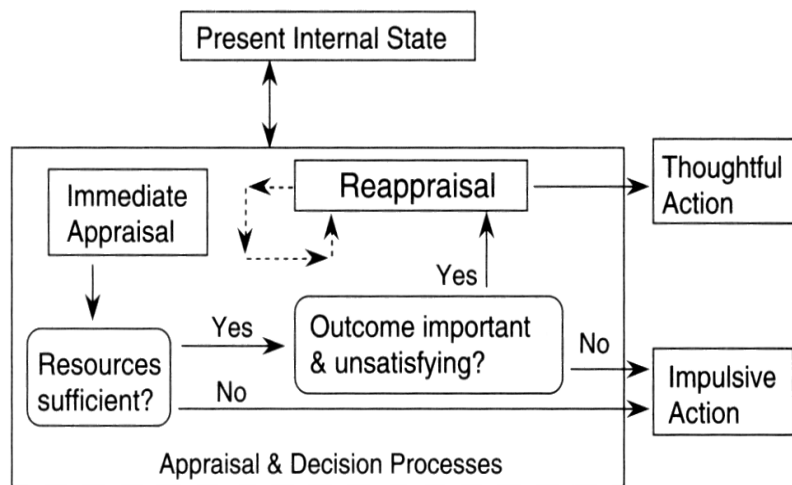 Present Internal State
Immediate
Appraisal
Reappraisal
Thoughtful
Action
Yes
Resources
sufficient?
Yes
Outcome important
& unsatisfying?
No
No
Impulsive
Action
Appraisal & Decision Processes